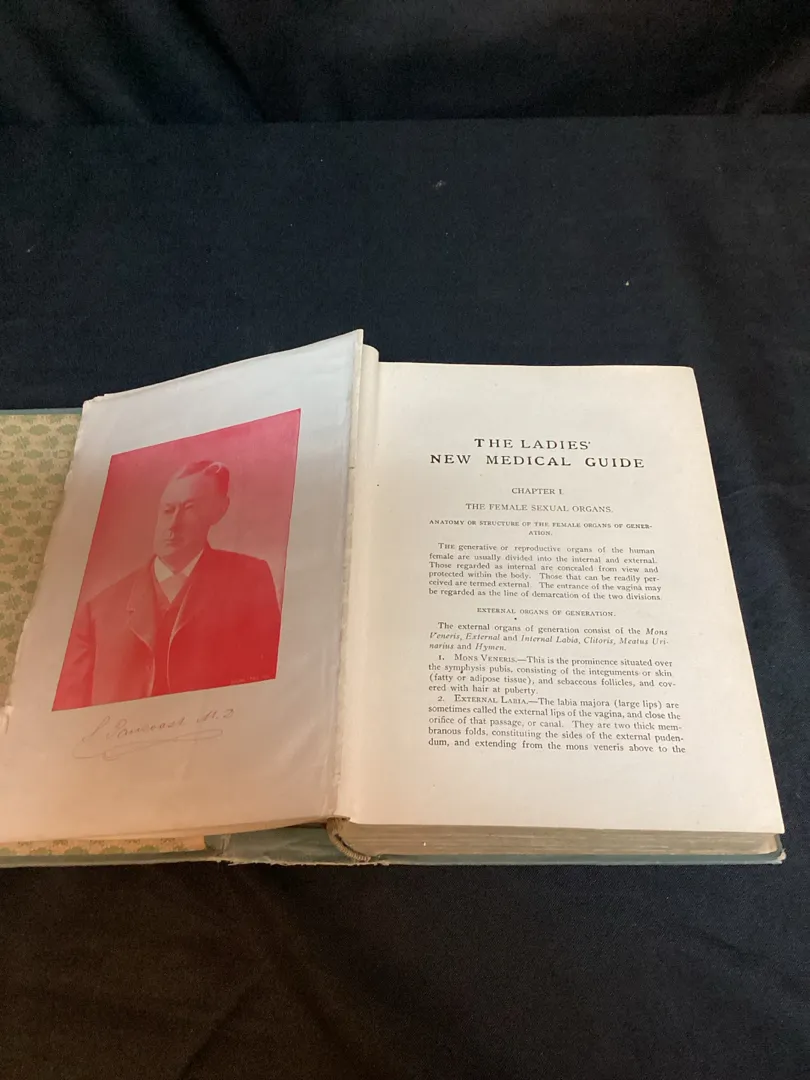 S. Pancoast M.D.
THE LADIES'
NEW MEDICAL GUIDE
CHAPTER I.
THE FEMALE SEXUAL ORGANS.
ANATOMY OR STRUCTURE OF THE FEMALE ORGANS OF GENER-
ATION.
THE generative or reproductive organs of the human
female are usually divided into the internal and external.
Those regarded as internal are concealed from view and
protected within the body. Those that can be readily per-
ceived are termed external. The entrance of the vagina may
be regarded as the line of demarcation of the two divisions.
EXTERNAL ORGANS OF GENERATION.
The external organs of generation consist of the Mons
Veneris, External and Internal Labia, Clitoris, Meatus Uri-
narius and Hymen.
1. MONS VENERIS.—This is the prominence situated over
the symphysis pubis, consisting of the integuments or skin
(fatty or adipose tissue), and sebaceous follicles, and cov-
ered with hair at puberty.
2. EXTERNAL LABIA.—The labia majora (large lips) are
sometimes called the external lips of the vagina, and close the
orifice of that passage, or canal. They are two thick mem-
branous folds, constituting the sides of the external puden-
dum, and extending from the mons veneris above to the